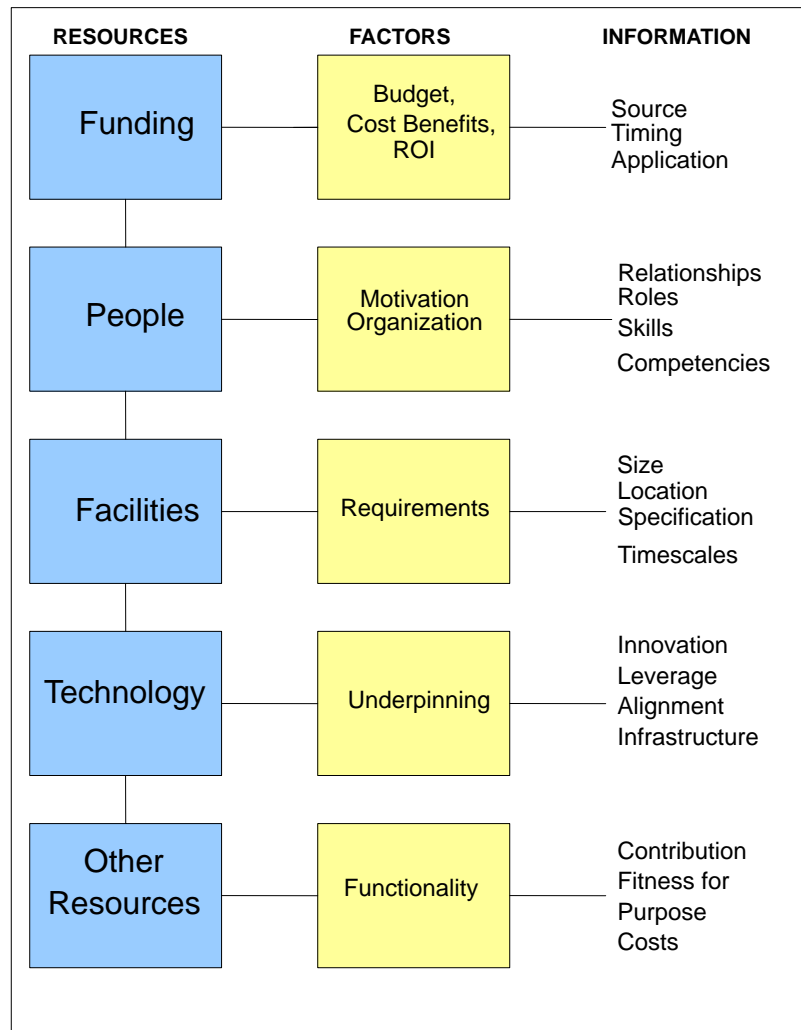 RESOURCES FACTORS INFORMATION
Funding
Budget,
Cost Benefits,
ROI
Source
Timing
Application
People
Motivation
Organization
Relationships
Roles
Skills
Competencies
Facilities
Requirements
Size
Location
Specification
Timescales
Technology
Underpinning
Innovation
Leverage
Alignment
Infrastructure
Other
Resources
Functionality
Contribution
Fitness for
Purpose
Costs